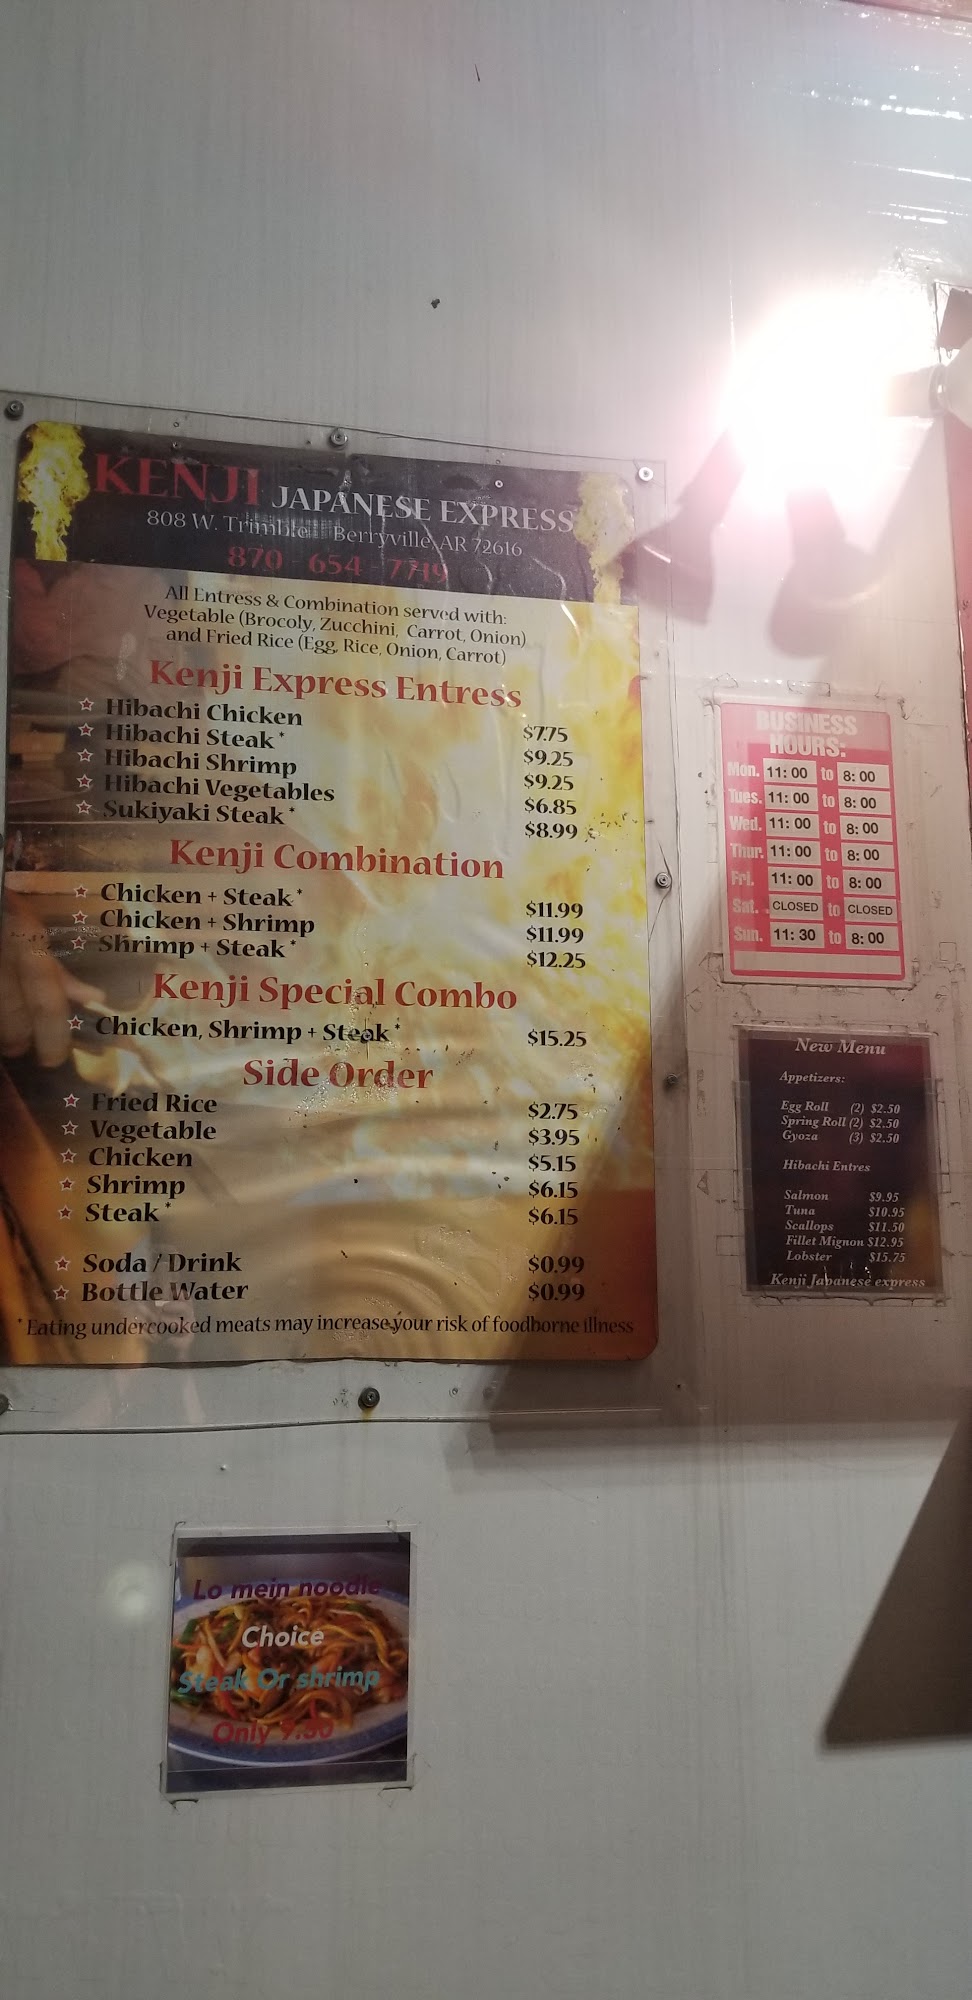 KENJI JAPANESE EXPRESS
808 W. Trimble Berryville, AR 72616
870 - 654 - 7719
All Entress & Combination served with:
Vegetable (Brocoly, Zucchini, Carrot, Onion)
and Fried Rice (Egg, Rice, Onion, Carrot)
Kenji Express Entress
Hibachi Chicken $7.75
Hibachi Steak* $9.25
Hibachi Shrimp $9.25
Hibachi Vegetables $6.85
Sukiyaki Steak* $8.99
Kenji Combination
Chicken + Steak* $11.99
Chicken + Shrimp $11.99
Shrimp + Steak* $12.25
Kenji Special Combo
Chicken, Shrimp + Steak* $15.25
Side Order
Fried Rice $2.75
Vegetable $3.95
Chicken $5.15
Shrimp $6.15
Steak* $6.15
Soda / Drink $0.99
Bottle Water $0.99
*Eating undercooked meats may increase your risk of foodborne illness
BUSINESS
HOURS:
Mon. 11:00 to 8:00
Tues. 11:00 to 8:00
Wed. 11:00 to 8:00
Thur. 11:00 to 8:00
Fri. 11:00 to 8:00
Sat. CLOSED to CLOSED
Sun. 11:30 to 8:00
New Menu
Appetizers:
Egg Roll (2) $2.50
Spring Roll (2) $2.50
Gyoza (3) $2.50
Hibachi Entres
Salmon $9.95
Tuna $10.95
Scallops $11.50
Fillet Mignon $12.95
Lobster $15.75
Kenji Japanese express
Lo mein noodle
Choice
Steak Or shrimp
Only 9.50